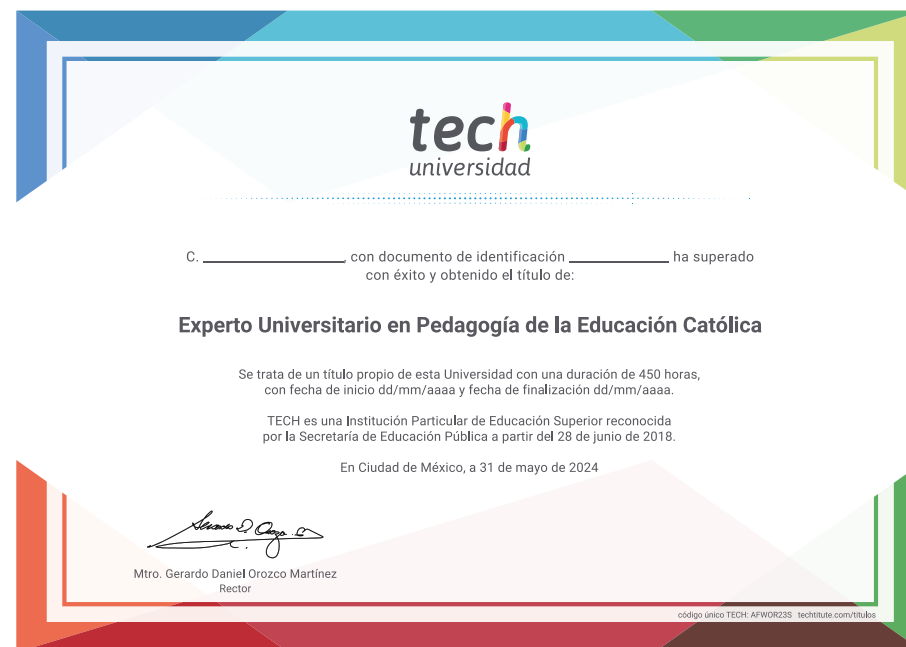 tech
universidad
C. ____________, con documento de identificación ____________ ha superado
con éxito y obtenido el título de:
Experto Universitario en Pedagogía de la Educación Católica
Se trata de un título propio de esta Universidad con una duración de 450 horas,
con fecha de inicio dd/mm/aaaa y fecha de finalización dd/mm/aaaa.
TECH es una Institución Particular de Educación Superior reconocida
por la Secretaría de Educación Pública a partir del 28 de junio de 2018.
En Ciudad de México, a 31 de mayo de 2024
Mtro. Gerardo Daniel Orozco Martínez
Rector
código único TECH: AFWOR23S techtitute.com/titulos